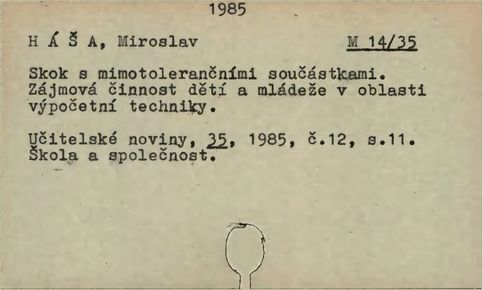 1985
H Á Š A, Miroslav M 14/35
Skok s mimotolerančními součástkami.
Zájmová činnost dětí a mládeže v oblasti
výpočetní techniky.
Učitelské noviny, 35, 1985, č.12, s.11.
Škola a společnost.